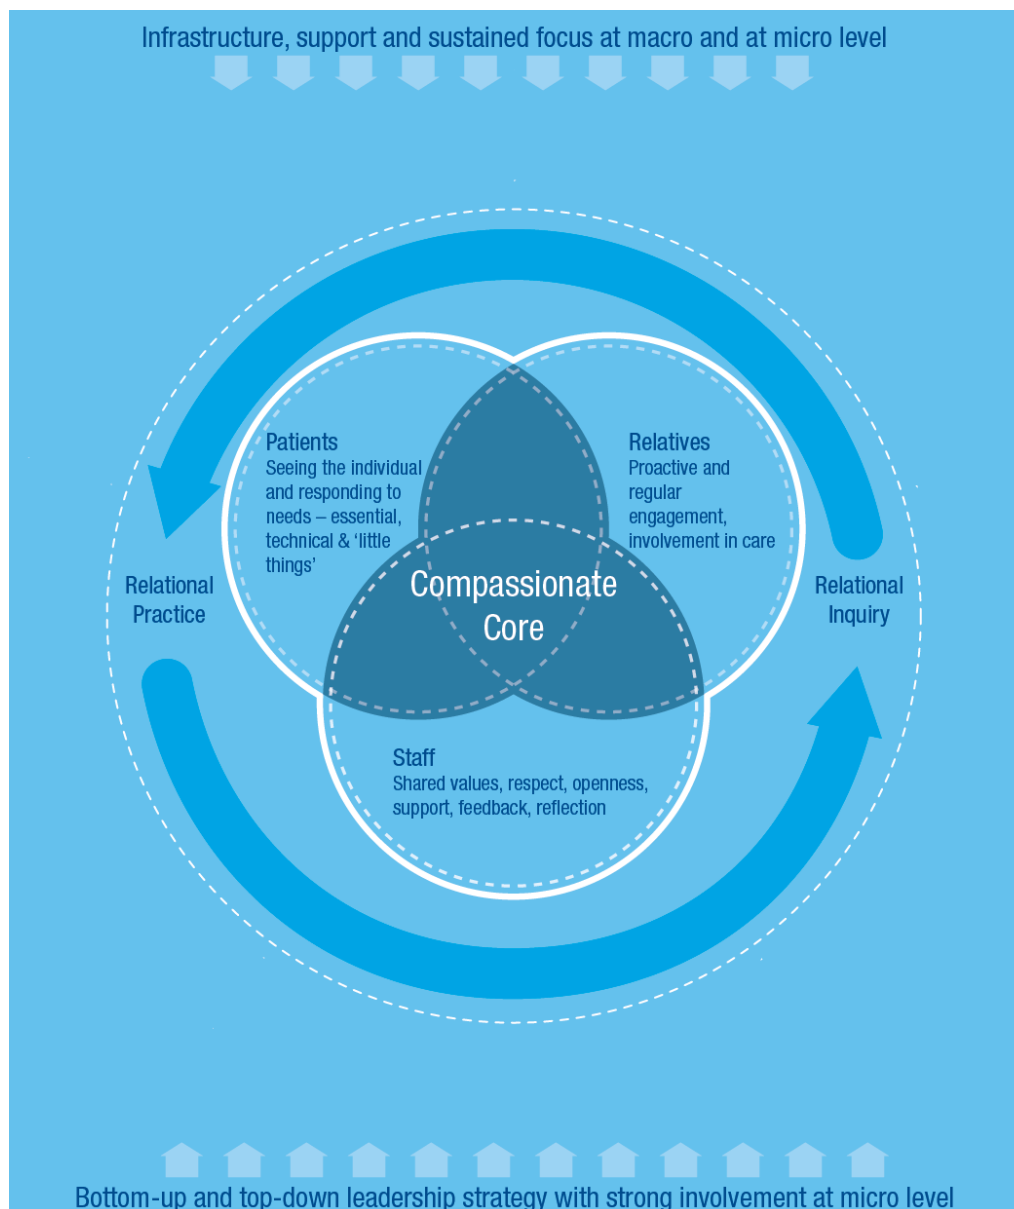 Infrastructure, support and sustained focus at macro and at micro level
Patients
Seeing the individual
and responding to
needs – essential,
technical & ‘little
things’
Relatives
Proactive and
regular
engagement,
involvement in care
Compassionate
Core
Relational
Practice
Relational
Inquiry
Staff
Shared values, respect, openness,
support, feedback, reflection
Bottom-up and top-down leadership strategy with strong involvement at micro level